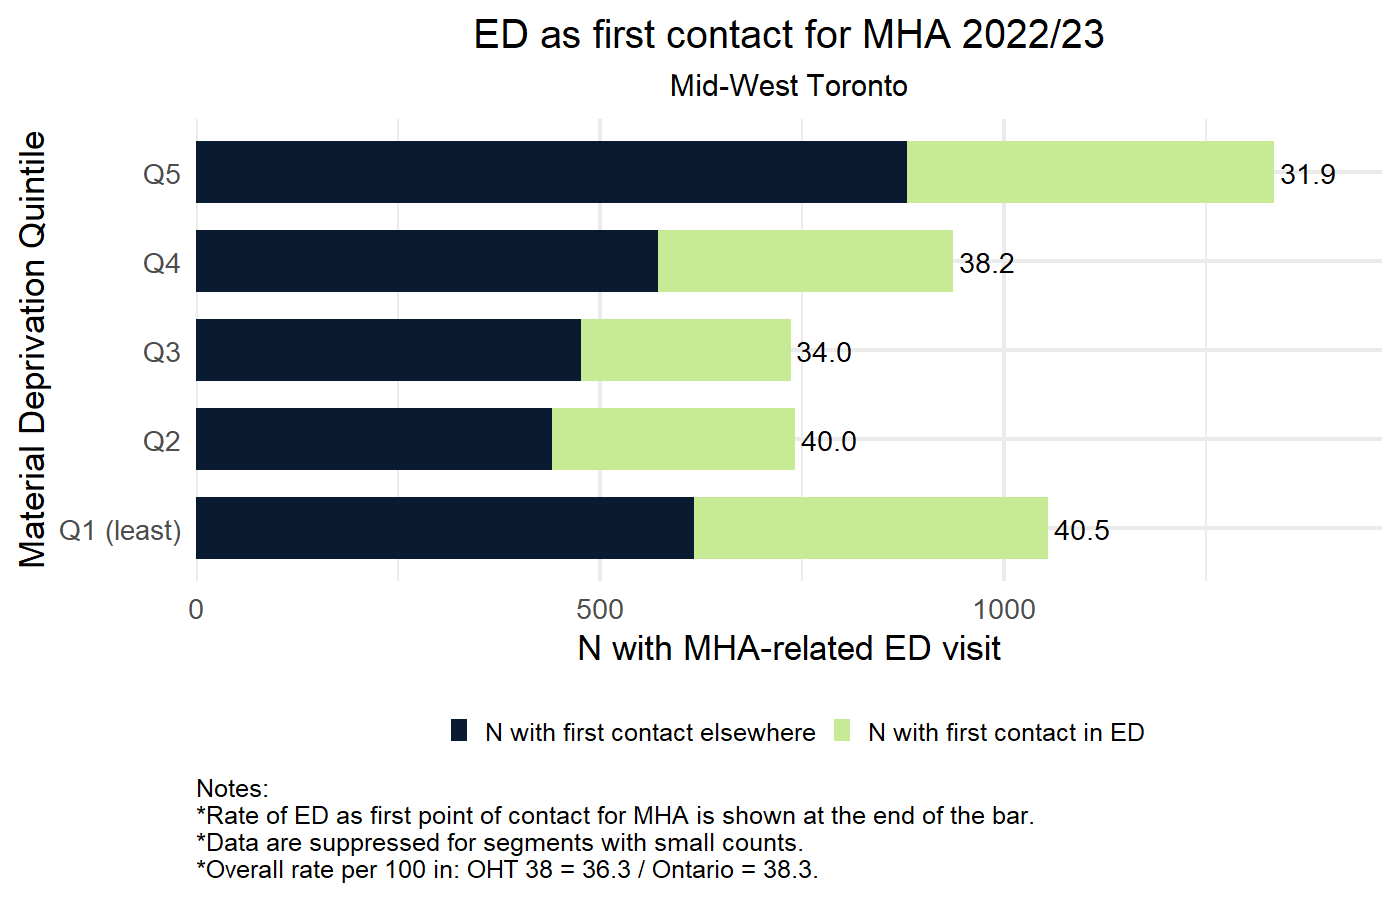 ED as first contact for MHA 2022/23
Mid-West Toronto
Material Deprivation Quintile
Q5
31.9
Q4
38.2
Q3
34.0
Q2
40.0
Q1 (least)
40.5
0 500 1000
N with MHA-related ED visit
N with first contact elsewhere N with first contact in ED
Notes:
*Rate of ED as first point of contact for MHA is shown at the end of the bar.
*Data are suppressed for segments with small counts.
*Overall rate per 100 in: OHT 38 = 36.3 / Ontario = 38.3.